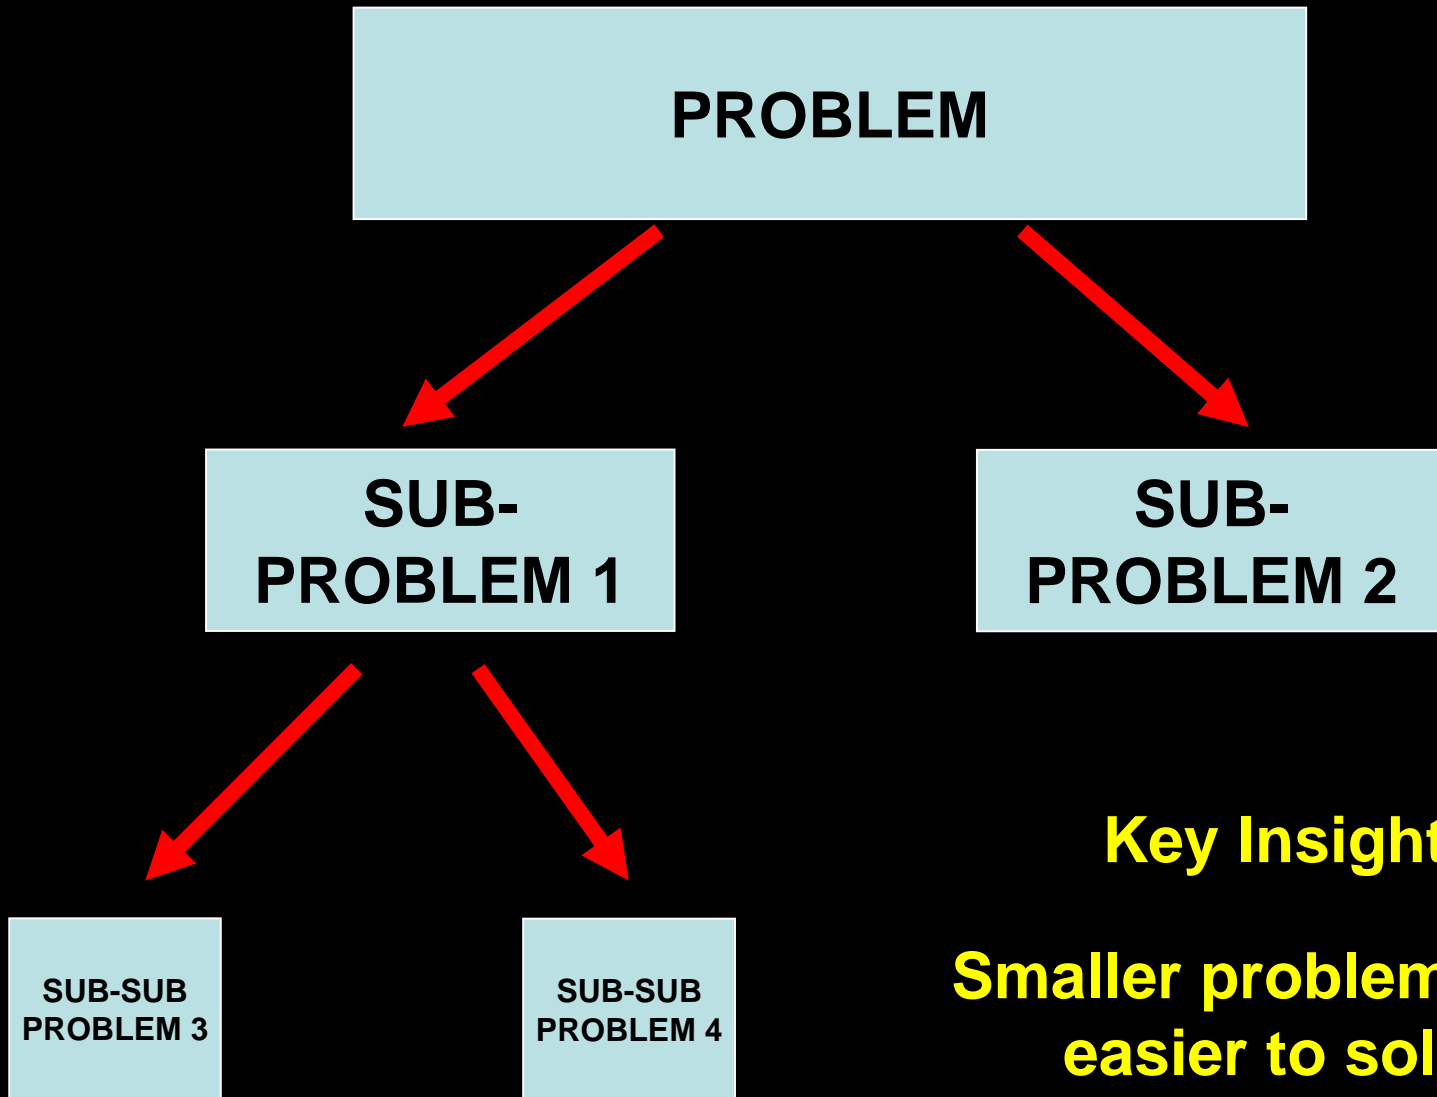 PROBLEM
SUB-
PROBLEM 1
SUB-
PROBLEM 2
Key Insight
Smaller problem
easier to sol
SUB-SUB
PROBLEM 3
SUB-SUB
PROBLEM 4